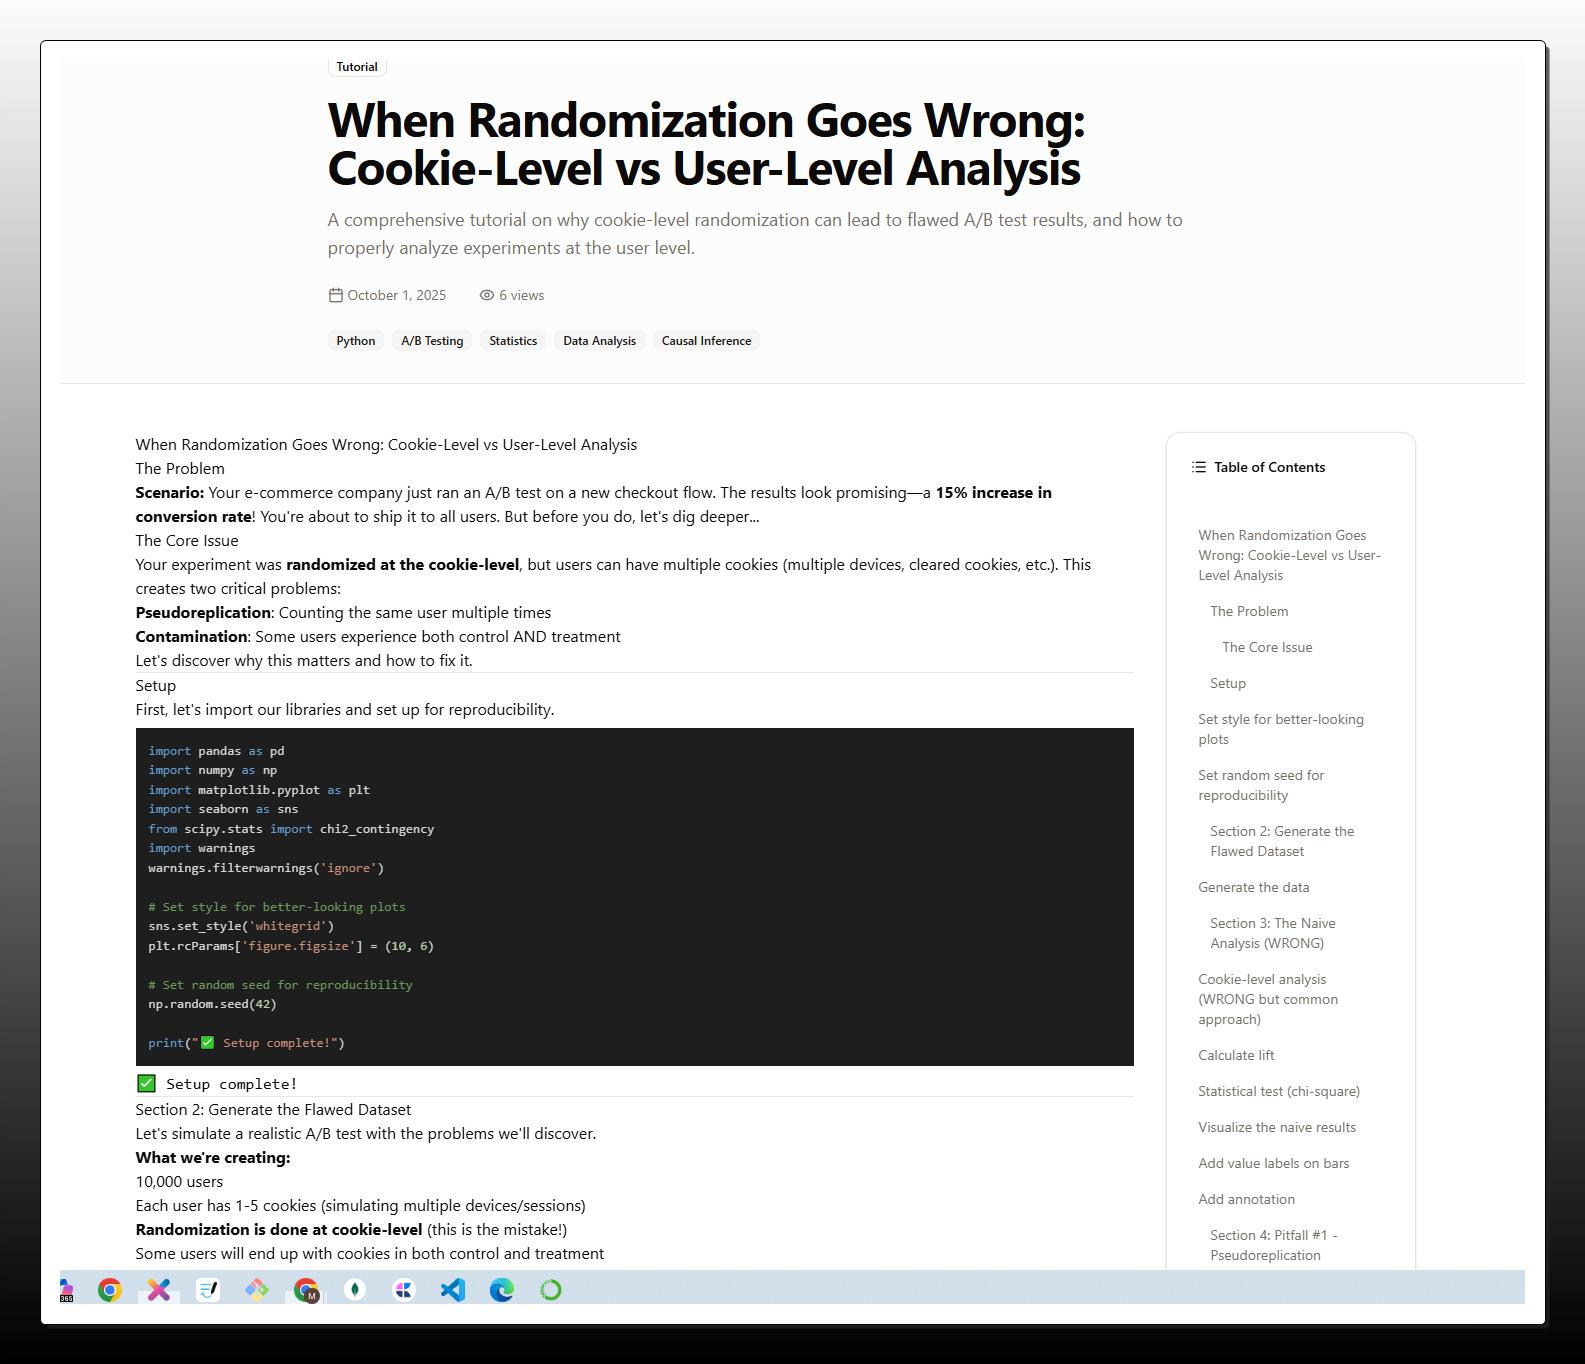 Tutorial
When Randomization Goes Wrong:
Cookie-Level vs User-Level Analysis
A comprehensive tutorial on why cookie-level randomization can lead to flawed A/B test results, and how to
properly analyze experiments at the user level.
October 1, 2025 6 views
Python A/B Testing Statistics Data Analysis Causal Inference
When Randomization Goes Wrong: Cookie-Level vs User-Level Analysis
The Problem
Scenario: Your e-commerce company just ran an A/B test on a new checkout flow. The results look promising—a 15% increase in
conversion rate! You're about to ship it to all users. But before you do, let's dig deeper...
The Core Issue
Your experiment was randomized at the cookie-level, but users can have multiple cookies (multiple devices, cleared cookies, etc.). This
creates two critical problems:
Pseudoreplication: Counting the same user multiple times
Contamination: Some users experience both control AND treatment
Let's discover why this matters and how to fix it.
Setup
First, let's import our libraries and set up for reproducibility.
import pandas as pd
import numpy as np
import matplotlib.pyplot as plt
import seaborn as sns
from scipy.stats import chi2_contingency
import warnings
warnings.filterwarnings('ignore')
# Set style for better-looking plots
sns.set_style('whitegrid')
plt.rcParams['figure.figsize'] = (10, 6)
# Set random seed for reproducibility
np.random.seed(42)
print("✅ Setup complete!")
✅ Setup complete!
Section 2: Generate the Flawed Dataset
Let's simulate a realistic A/B test with the problems we'll discover.
What we're creating:
10,000 users
Each user has 1-5 cookies (simulating multiple devices/sessions)
Randomization is done at cookie-level (this is the mistake!)
Some users will end up with cookies in both control and treatment
Table of Contents
When Randomization Goes
Wrong: Cookie-Level vs User-
Level Analysis
The Problem
The Core Issue
Setup
Set style for better-looking
plots
Set random seed for
reproducibility
Section 2: Generate the
Flawed Dataset
Generate the data
Section 3: The Naive
Analysis (WRONG)
Cookie-level analysis
(WRONG but common
approach)
Calculate lift
Statistical test (chi-square)
Visualize the naive results
Add value labels on bars
Add annotation
Section 4: Pitfall #1 -
Pseudoreplication
365
M